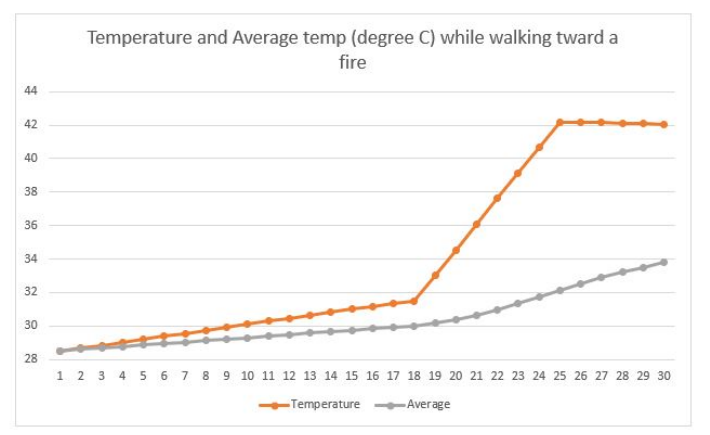 Temperature and Average temp (degree C) while walking tward a
fire
44
42
40
38
36
34
32
30
28
1 2 3 4 5 6 7 8 9 10 11 12 13 14 15 16 17 18 19 20 21 22 23 24 25 26 27 28 29 30
Temperature Average